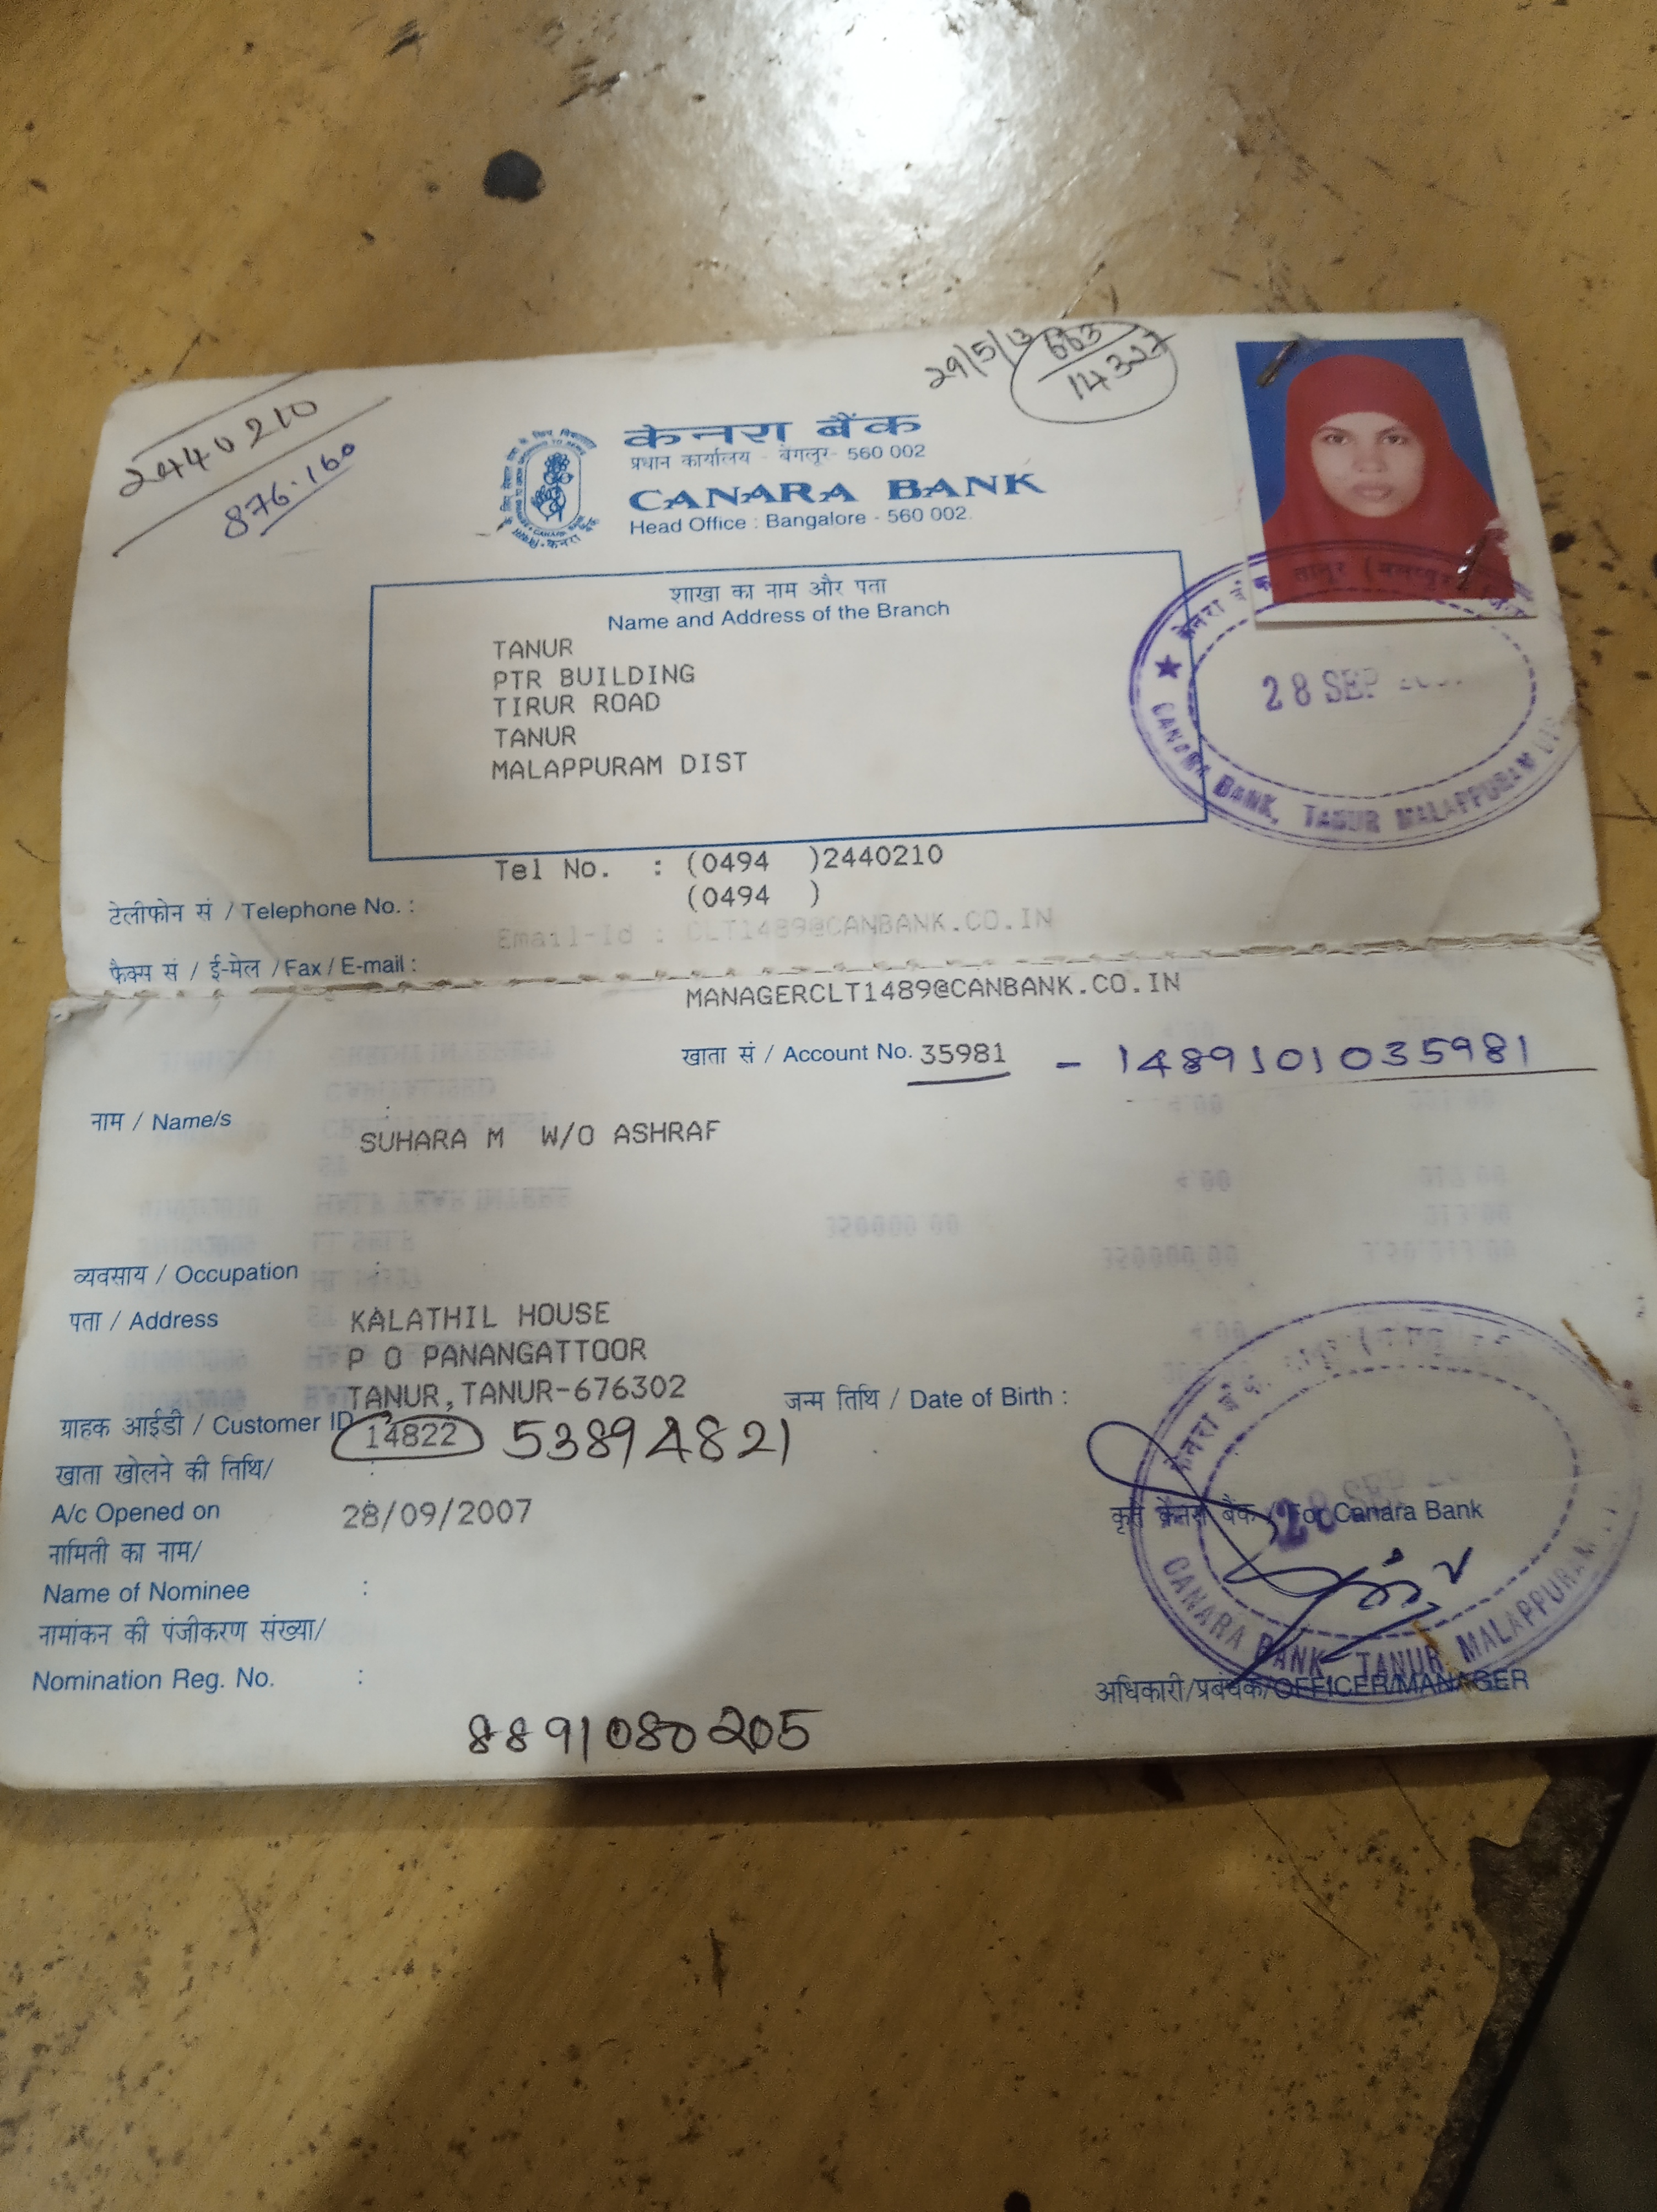 2440210
876.160
29/5/13 663
14327
केनरा बैंक
प्रधान कार्यालय - बेंगलूर- 560 002
CANARA BANK
Head Office : Bangalore - 560 002.
शाखा का नाम और पता
Name and Address of the Branch
TANUR
PTR BUILDING
TIRUR ROAD
TANUR
MALAPPURAM DIST
28 SEP
CANARA BANK, TANUR MALAPPURAM
Tel No. : (0494 )2440210
टेलीफोन सं / Telephone No. : (0494 )
Email-Id : CLT1489@CANBANK.CO.IN
फैक्स सं / ई-मेल / Fax / E-mail :
MANAGERCLT1489@CANBANK.CO.IN
खाता सं / Account No. 35981 - 1489101035981
नाम / Name/s :
SUHARA M W/O ASHRAF
व्यवसाय / Occupation :
पता / Address KALATHIL HOUSE
P O PANANGATTOOR
TANUR,TANUR-676302
जन्म तिथि / Date of Birth :
ग्राहक आईडी / Customer ID 14822 53894821
खाता खोलने की तिथि/ :
A/c Opened on 28/09/2007
कृते केनरा बैंक / For Canara Bank
नामिती का नाम/
Name of Nominee :
नामांकन की पंजीकरण संख्या/
Nomination Reg. No. :
28 SEP
CANARA BANK TANUR MALAPPURAM
अधिकारी/प्रबंधक/OFFICER/MANAGER
8891080205